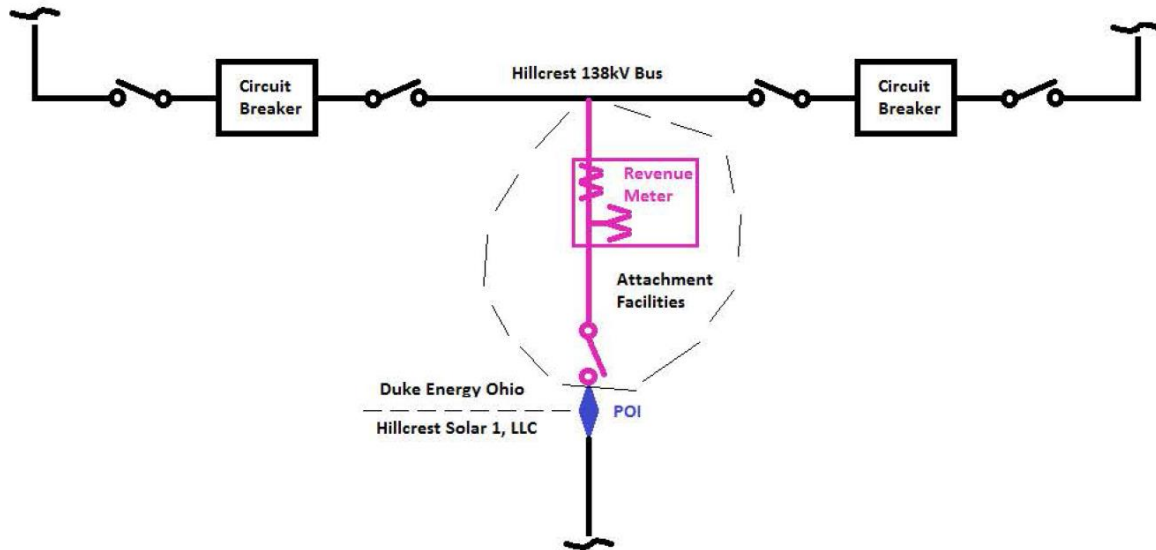 Hillcrest 138kV Bus
Circuit
Breaker
Circuit
Breaker
Revenue
Meter
Attachment
Facilities
Duke Energy Ohio
POI
Hillcrest Solar 1, LLC